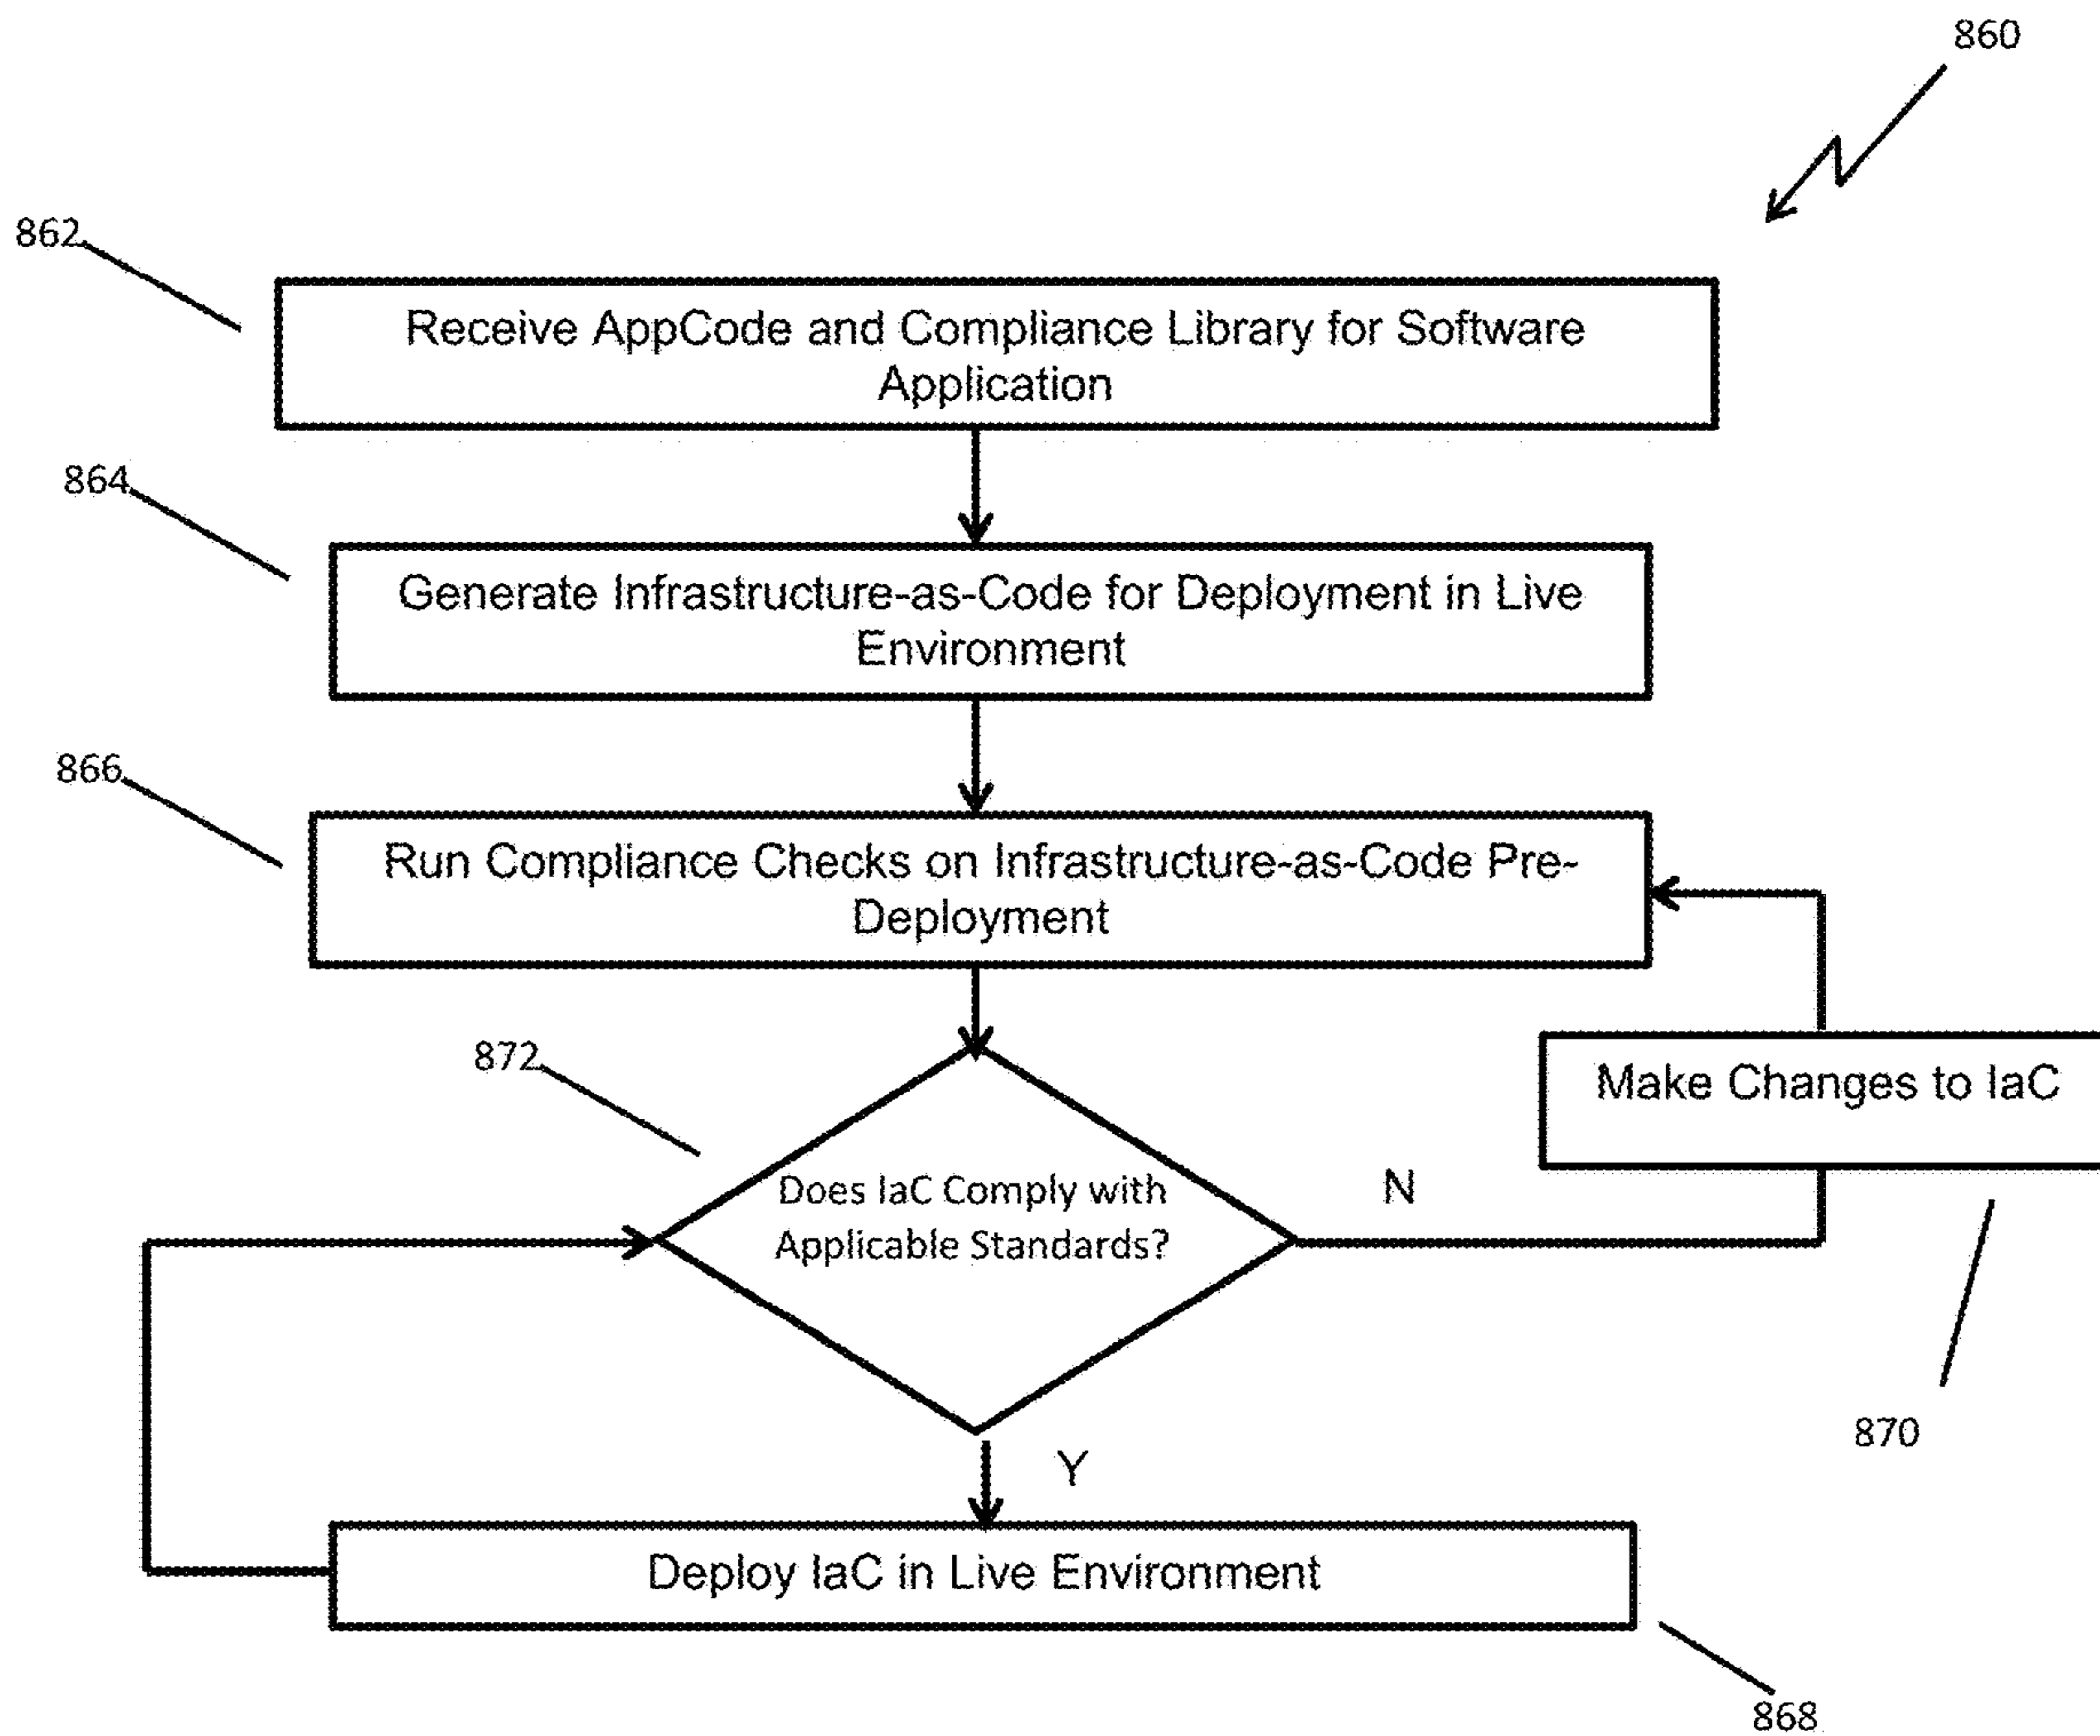 860
862
Receive AppCode and Compliance Library for Software
Application
864
Generate Infrastructure-as-Code for Deployment in Live
Environment
866
Run Compliance Checks on Infrastructure-as-Code Pre-
Deployment
872
Make Changes to IaC
Does IaC Comply with
Applicable Standards?
N
870
Y
Deploy IaC in Live Environment
868